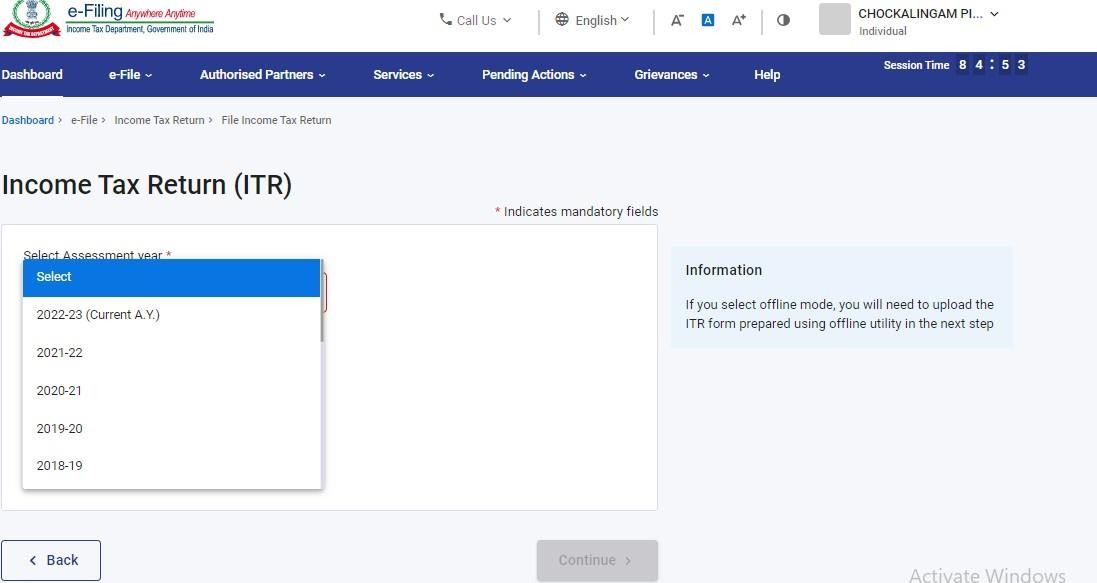 e-Filing Anywhere Anytime
Income Tax Department, Government of India
Call Us
English
A-
A
A+
CHOCKALINGAM PI...
Individual
Dashboard
e-File
Authorised Partners
Services
Pending Actions
Grievances
Help
Session Time 8 4 : 5 3
Dashboard > e-File > Income Tax Return > File Income Tax Return
Income Tax Return (ITR)
* Indicates mandatory fields
Select Assessment year *
Select
2022-23 (Current A.Y.)
2021-22
2020-21
2019-20
2018-19
Information
If you select offline mode, you will need to upload the
ITR form prepared using offline utility in the next step
< Back
Continue >
Activate Windows